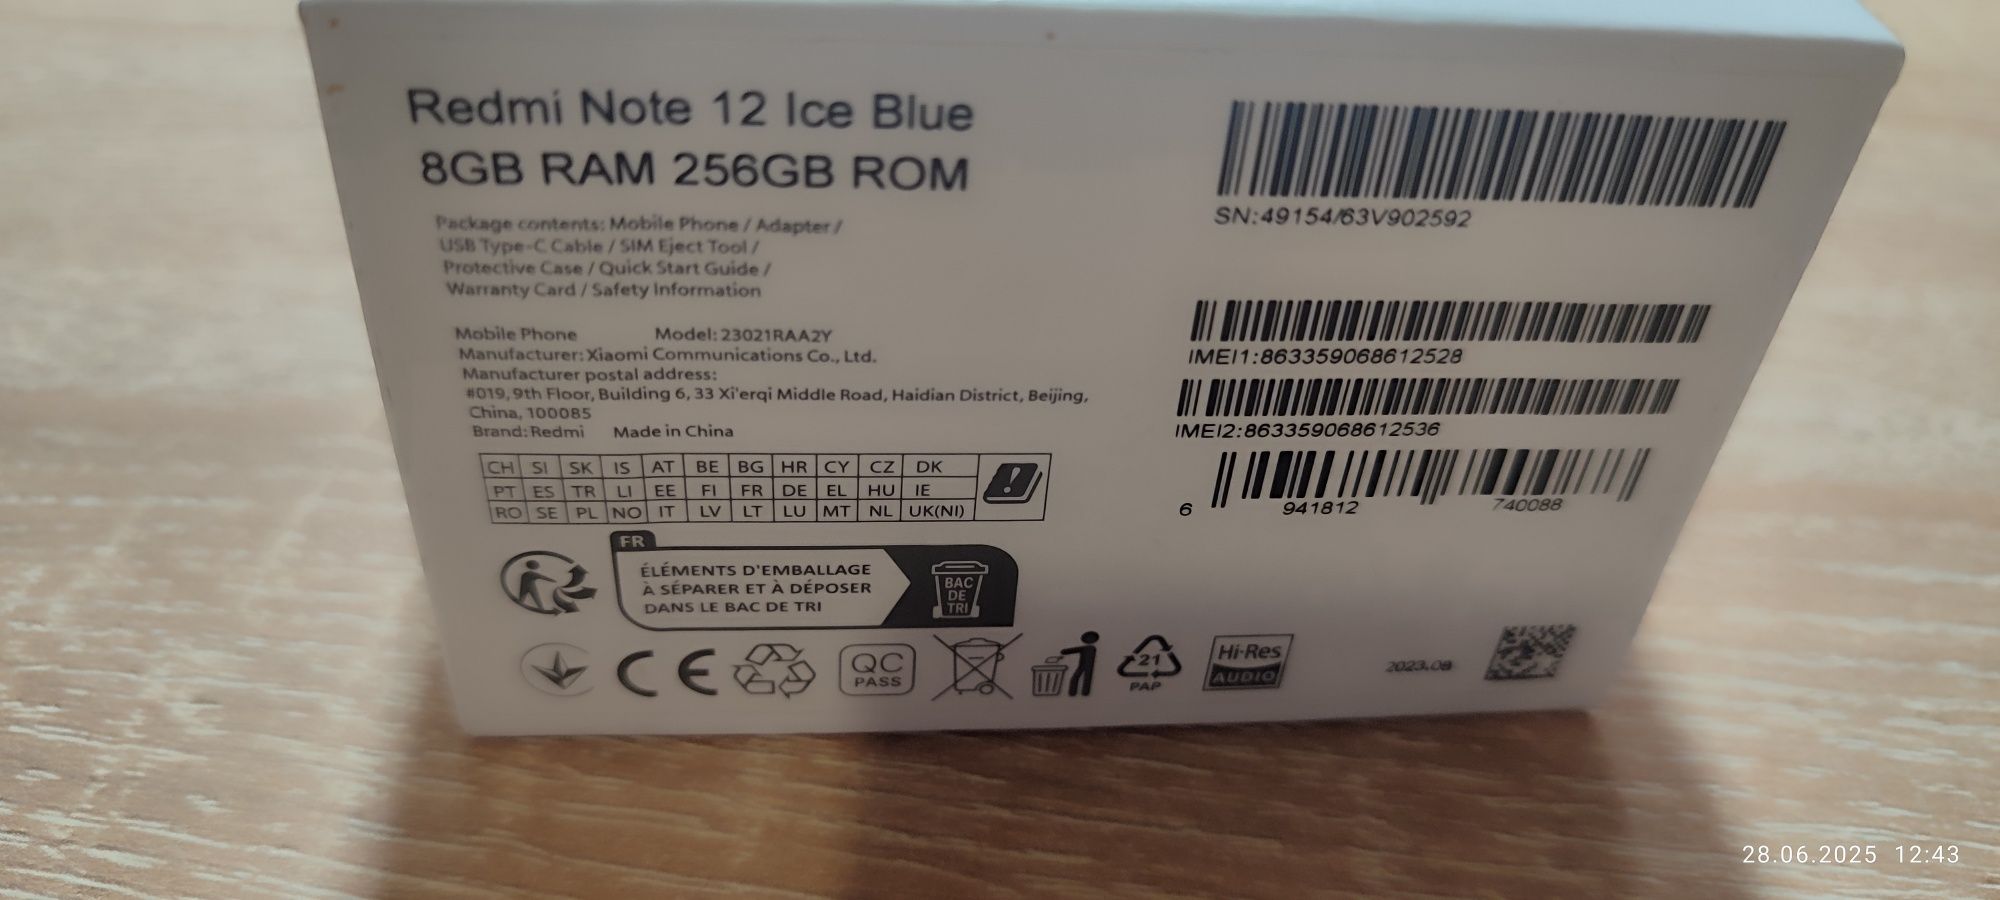 Redmi Note 12 Ice Blue
8GB RAM 256GB ROM
Package contents: Mobile Phone / Adapter /
USB Type-C Cable / SIM Eject Tool /
Protective Case / Quick Start Guide /
Warranty Card / Safety Information
Mobile Phone Model: 23021RAA2Y
Manufacturer: Xiaomi Communications Co., Ltd.
Manufacturer postal address:
#019, 9th Floor, Building 6, 33 Xi'erqi Middle Road, Haidian District, Beijing,
China, 100085
Brand: Redmi Made in China
CH SI SK IS AT BE BG HR CY CZ DK
PT ES TR LI EE FI FR DE EL HU IE
RO SE PL NO IT LV LT LU MT NL UK(NI)
FR
ÉLÉMENTS D'EMBALLAGE
À SÉPARER ET À DÉPOSER
DANS LE BAC DE TRI
BAC
DE
TRI
CE
QC
PASS
21
PAP
Hi-Res
AUDIO
SN:49154/63V902592
IMEI1:863359068612528
IMEI2:863359068612536
6 941812 740088
2023.08
28.06.2025 12:43